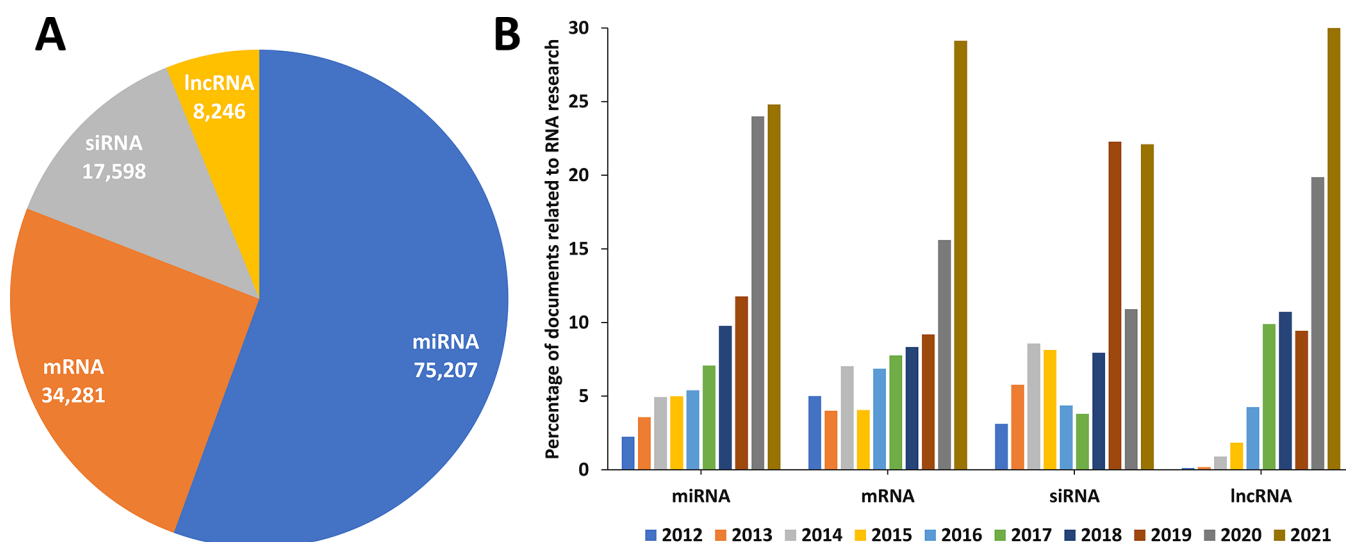 A
lncRNA
8,246
siRNA
17,598
mRNA
34,281
miRNA
75,207
B
Percentage of documents related to RNA research
30
25
20
15
10
5
0
miRNA mRNA siRNA lncRNA
2012 2013 2014 2015 2016 2017 2018 2019 2020 2021